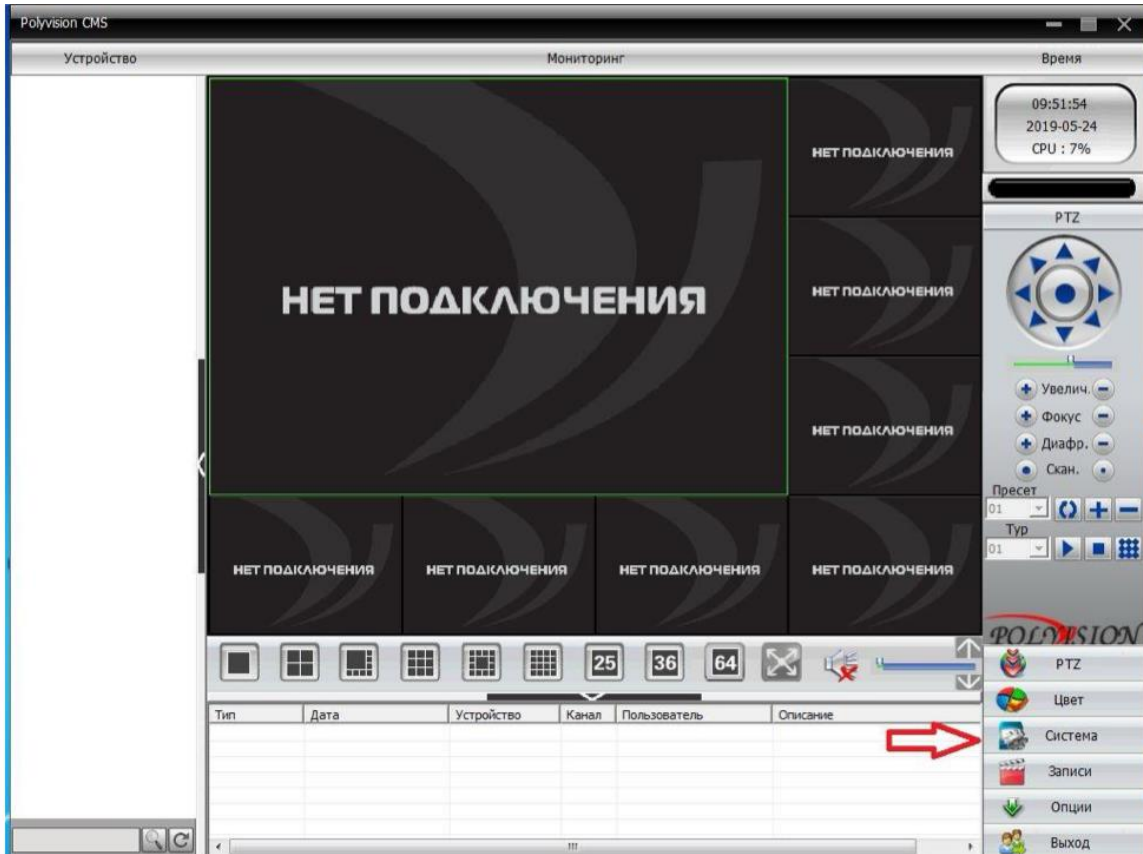 Polyvision CMS
Устройство
Мониторинг
Время
09:51:54
2019-05-24
CPU : 7%
НЕТ ПОДКЛЮЧЕНИЯ
НЕТ ПОДКЛЮЧЕНИЯ
НЕТ ПОДКЛЮЧЕНИЯ
НЕТ ПОДКЛЮЧЕНИЯ
НЕТ ПОДКЛЮЧЕНИЯ
НЕТ ПОДКЛЮЧЕНИЯ
НЕТ ПОДКЛЮЧЕНИЯ
НЕТ ПОДКЛЮЧЕНИЯ
PTZ
Увелич.
Фокус
Диафр.
Скан.
Пресет
01
Тур
01
POLYVISION
25 36 64
PTZ
Цвет
Система
Записи
Опции
Выход
Тип Дата Устройство Канал Пользователь Описание